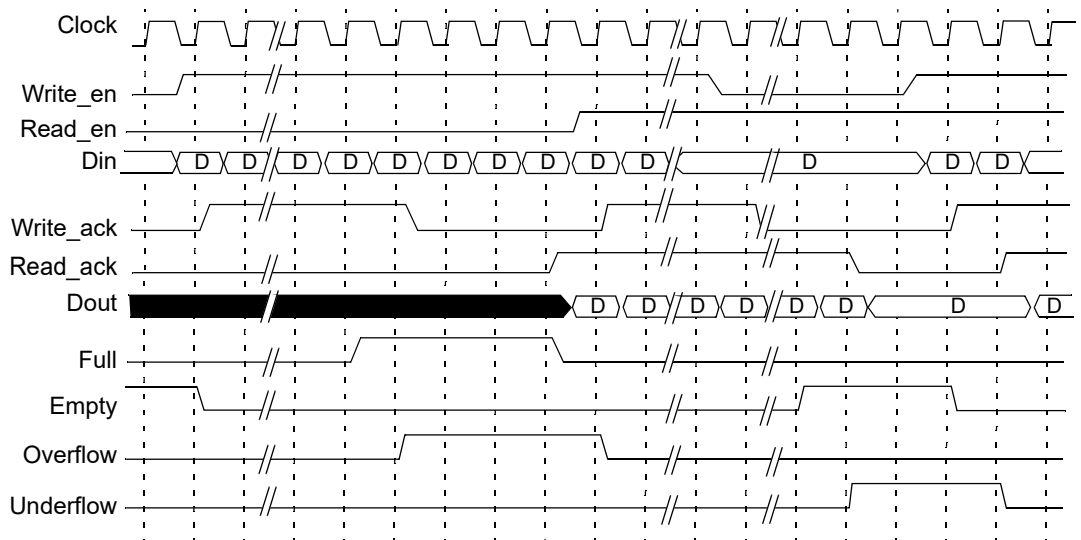 Clock
Write_en
Read_en
Din D D D D D D D D D D D D D
Write_ack
Read_ack
Dout D D D D D D D D
Full
Empty
Overflow
Underflow